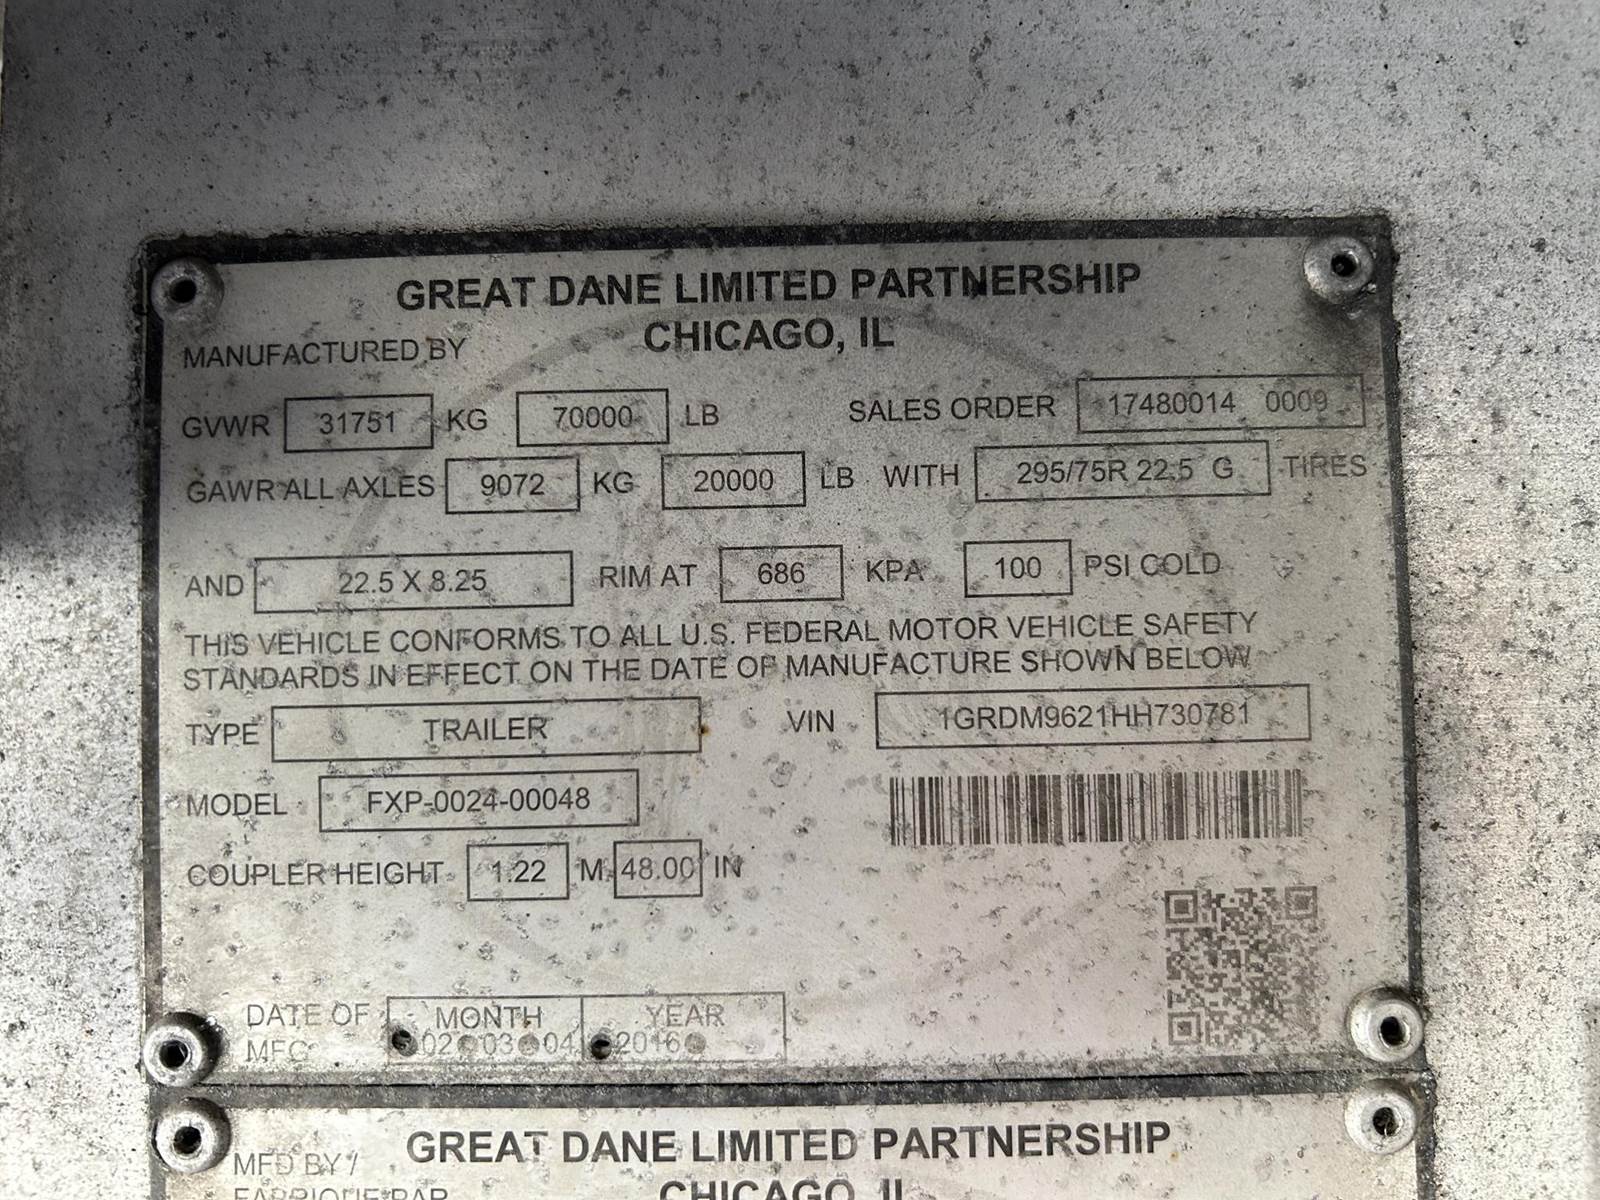 GREAT DANE LIMITED PARTNERSHIP
CHICAGO, IL
MANUFACTURED BY
GVWR 31751 KG 70000 LB SALES ORDER 17480014 0009
GAWR ALL AXLES 9072 KG 20000 LB WITH 295/75R 22.5 G TIRES
AND 22.5 X 8.25 RIM AT 686 KPA 100 PSI COLD
THIS VEHICLE CONFORMS TO ALL U.S. FEDERAL MOTOR VEHICLE SAFETY
STANDARDS IN EFFECT ON THE DATE OF MANUFACTURE SHOWN BELOW
TYPE TRAILER VIN 1GRDM9621HH730781
MODEL FXP-0024-00048
COUPLER HEIGHT 1.22 M 48.00 IN
DATE OF MONTH YEAR
MFG 02 03 04 2016
GREAT DANE LIMITED PARTNERSHIP
MFD BY /
CHICAGO, IL
FABRIQUE PAR